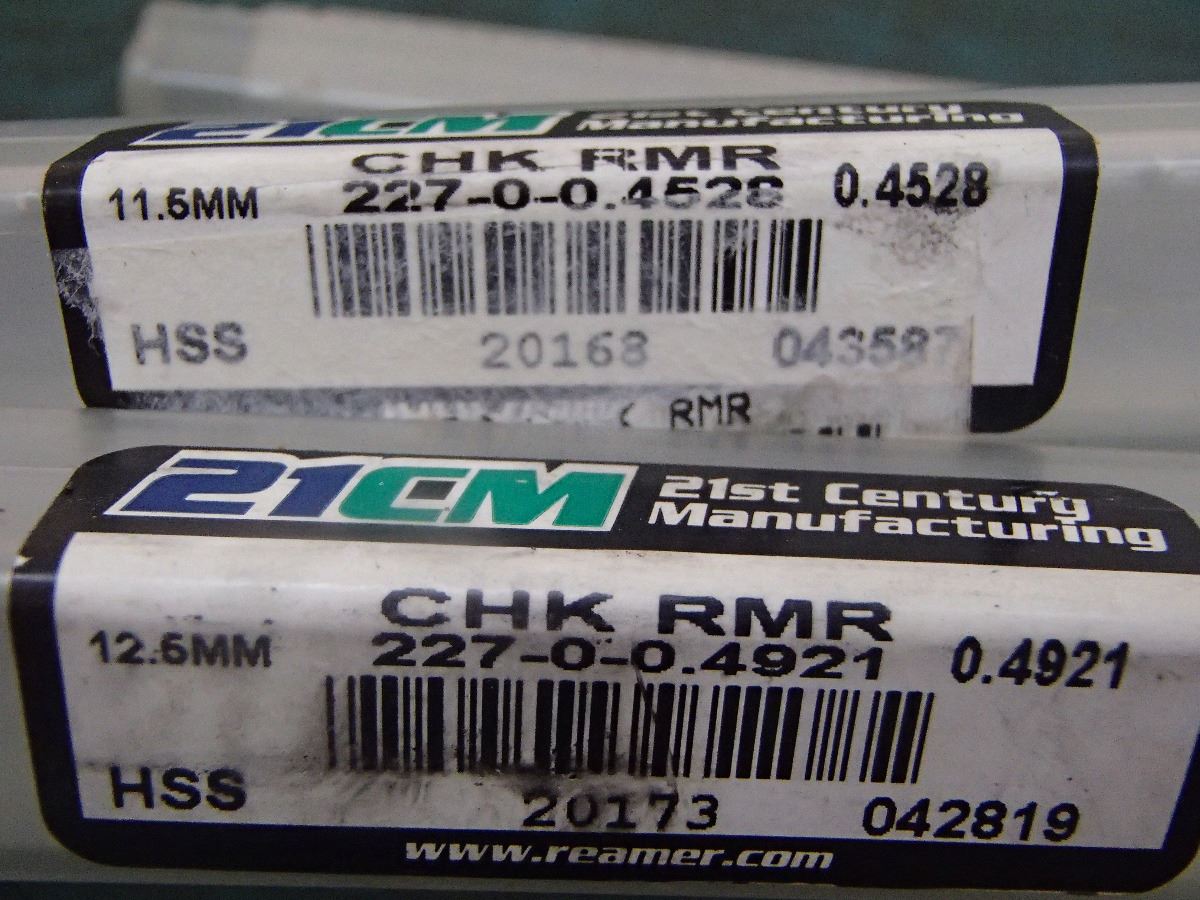 21CM 21st Century
Manufacturing
CHK RMR
11.5MM 227-0-0.4528 0.4528
HSS 20168 043587
RMR
21CM 21st Century
Manufacturing
CHK RMR
12.5MM 227-0-0.4921 0.4921
HSS 20173 042819
www.reamer.com